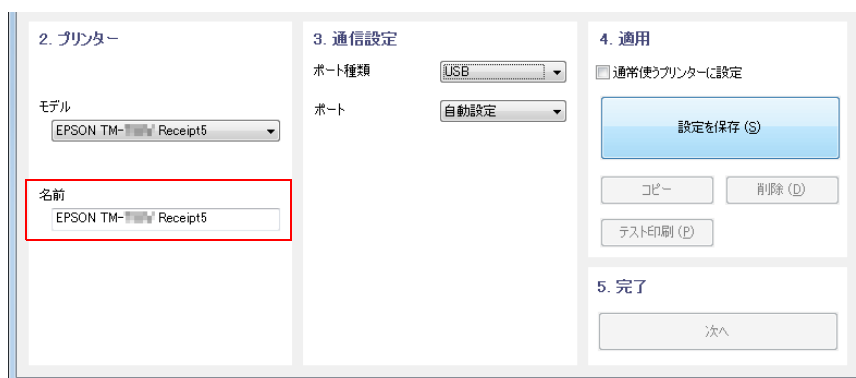 2. プリンター
モデル
EPSON TM- Receipt5
名前
EPSON TM- Receipt5
3. 通信設定
ポート種類 USB
ポート 自動設定
4. 適用
通常使うプリンターに設定
設定を保存 (S)
コピー 削除 (D)
テスト印刷 (P)
5. 完了
次へ